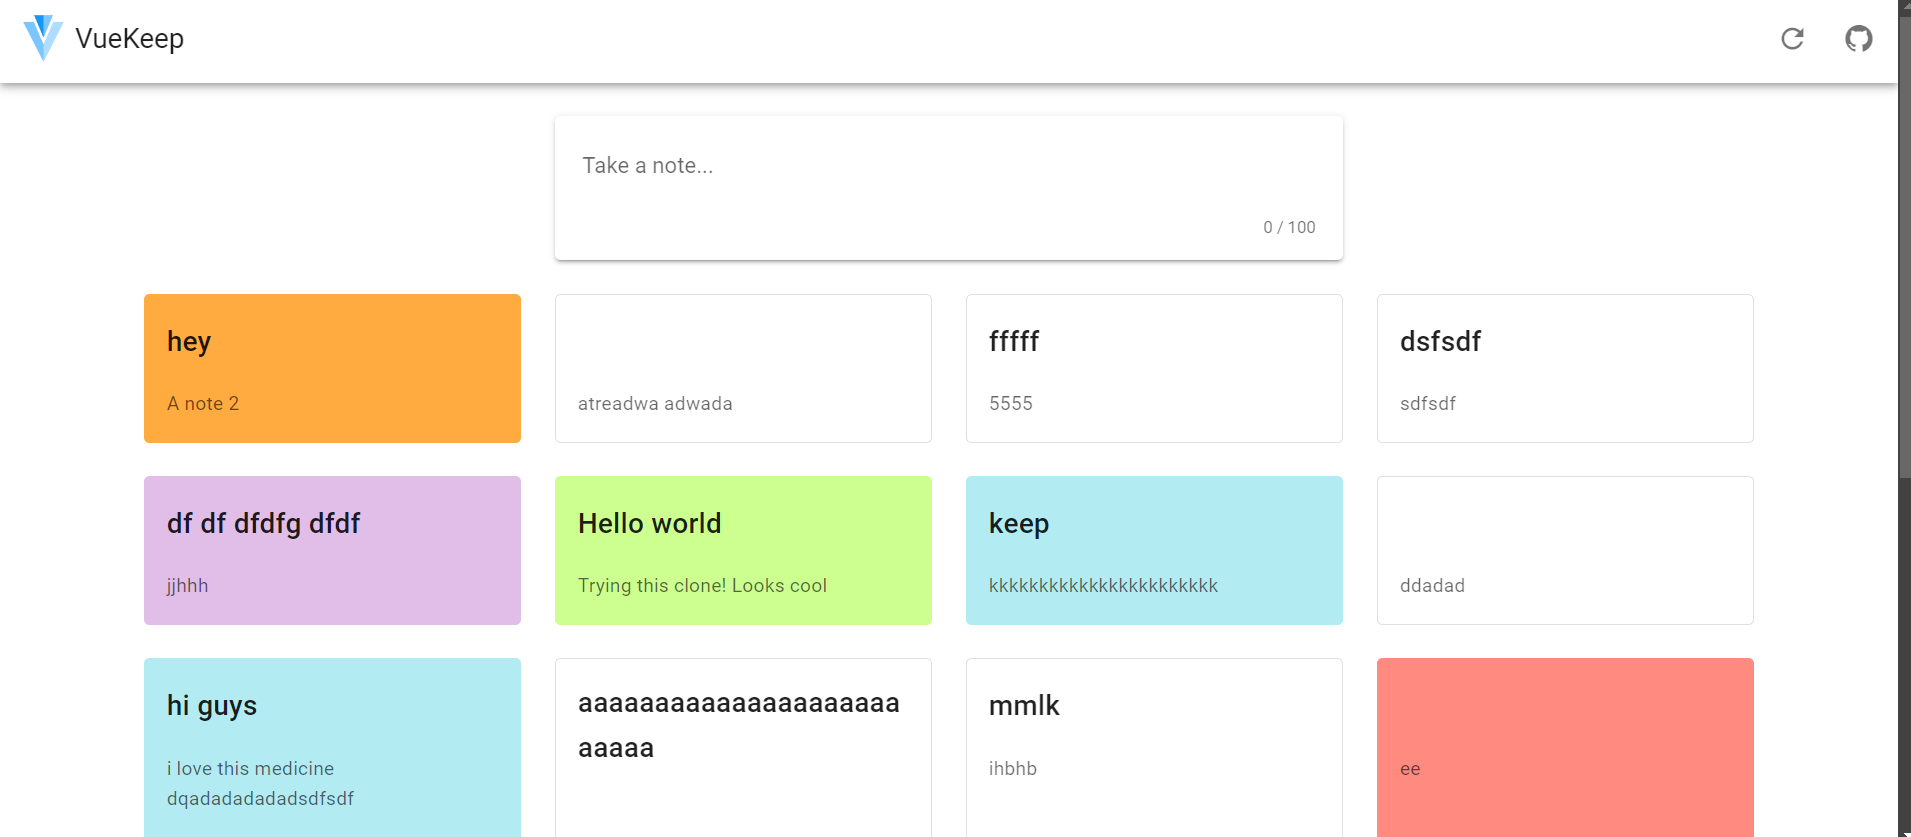 VueKeep
Take a note...
0 / 100
hey
A note 2
atreadwa adwada
fffff
5555
dsfsdf
sdfsdf
df df dfdfg dfdf
jjhhh
Hello world
Trying this clone! Looks cool
keep
kkkkkkkkkkkkkkkkkkkkkkk
ddadad
hi guys
i love this medicine
dqadadadadadsdfsdf
aaaaaaaaaaaaaaaaaaaaa
aaaaa
mmlk
ihbhb
ee